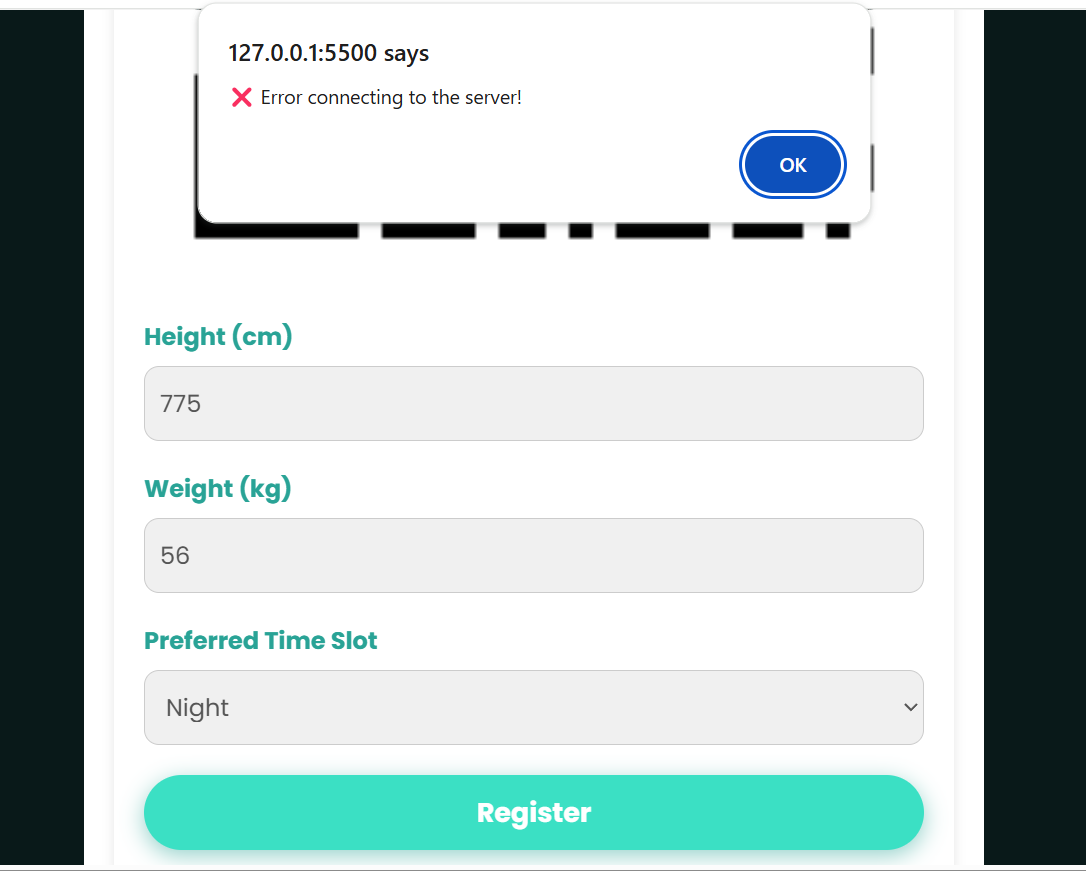 127.0.0.1:5500 says
❌ Error connecting to the server!
OK
Height (cm)
775
Weight (kg)
56
Preferred Time Slot
Night
Register